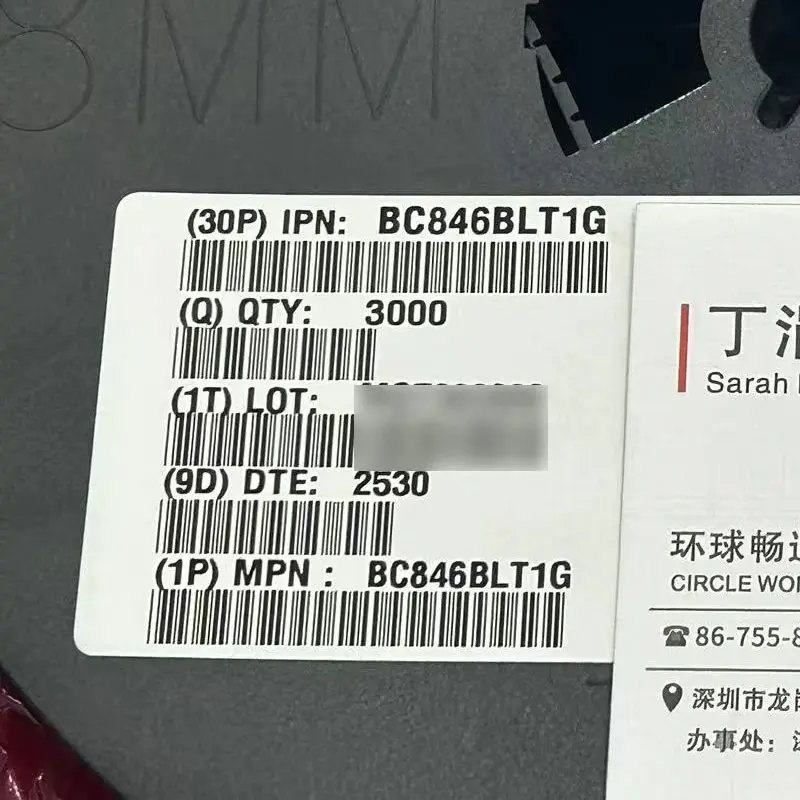 8MM
(30P) IPN: BC846BLT1G
(Q) QTY: 3000
(1T) LOT:
(9D) DTE: 2530
(1P) MPN : BC846BLT1G
丁
Sarah
环球畅
CIRCLE
86-755-8
深圳市龙岗
办事处: